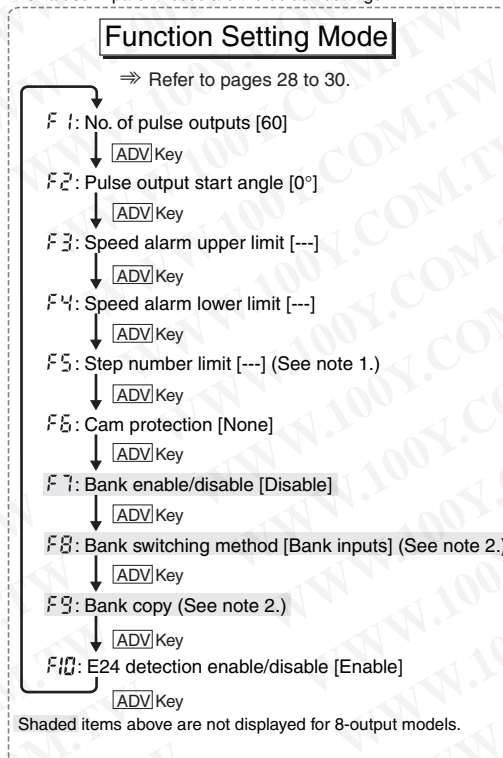 Function Setting Mode
⇒ Refer to pages 28 to 30.
F 1: No. of pulse outputs [60]
ADV Key
F2: Pulse output start angle [0°]
ADV Key
F3: Speed alarm upper limit [---]
ADV Key
F4: Speed alarm lower limit [---]
ADV Key
F5: Step number limit [---] (See note 1.)
ADV Key
F6: Cam protection [None]
ADV Key
F7: Bank enable/disable [Disable]
ADV Key
F8: Bank switching method [Bank inputs] (See note 2.)
ADV Key
F9: Bank copy (See note 2.)
ADV Key
F10: E24 detection enable/disable [Enable]
ADV Key
Shaded items above are not displayed for 8-output models.
WWW.100Y.COM.TW